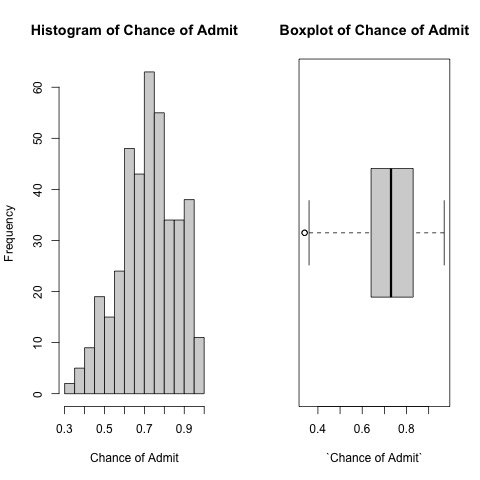 Histogram of Chance of Admit
Frequency
0
10
20
30
40
50
60
0.3 0.5 0.7 0.9
Chance of Admit
Boxplot of Chance of Admit
0.4 0.6 0.8
`Chance of Admit`